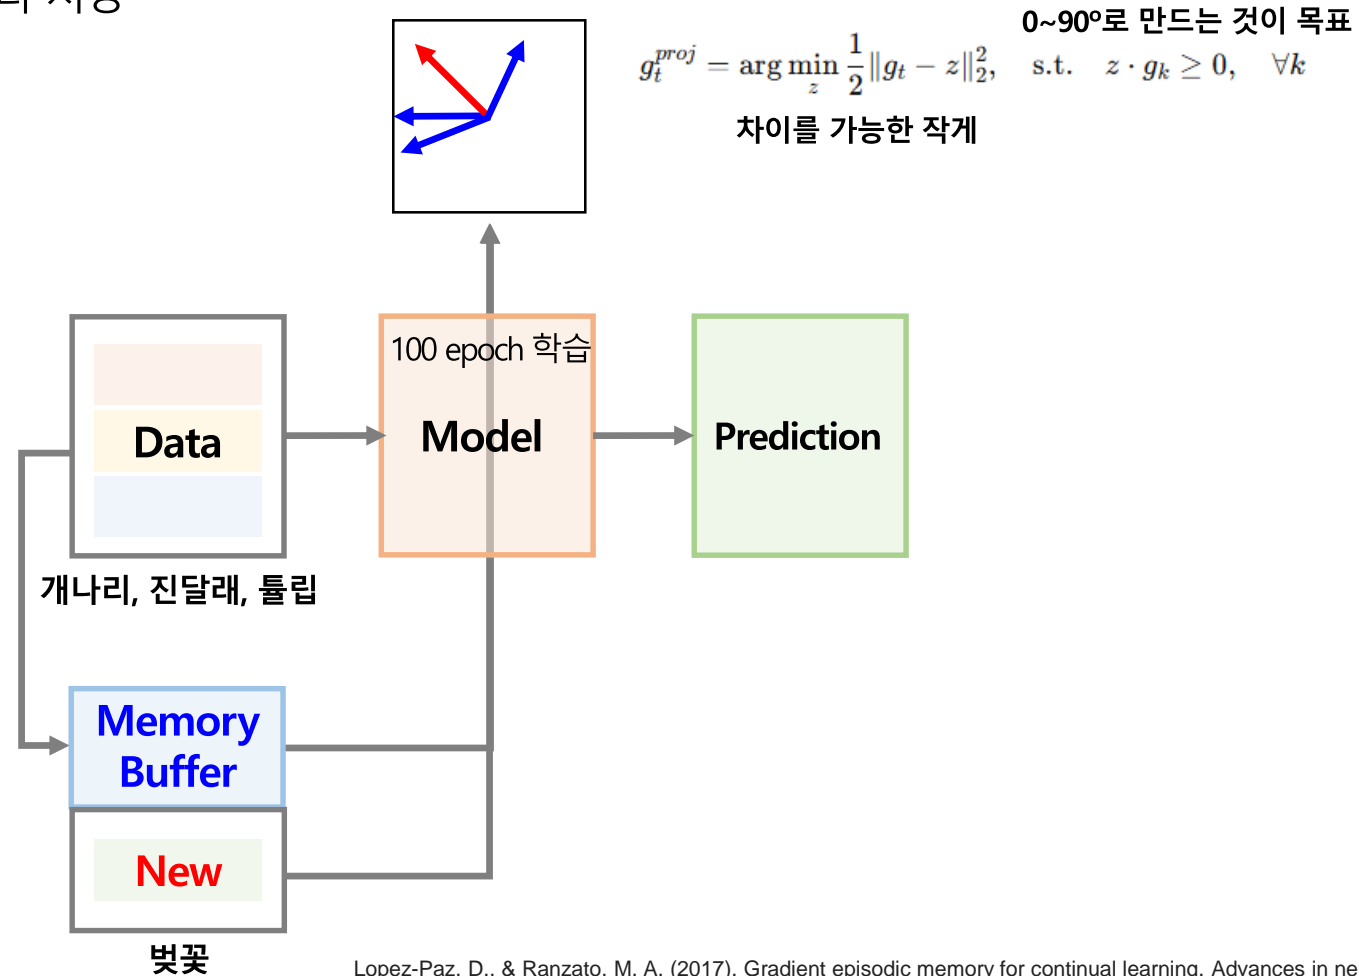 0~90º로 만드는 것이 목표
g_t^{proj} = arg min_z 1/2 ‖g_t − z‖_2^2, s.t. z · g_k ≥ 0, ∀k
차이를 가능한 작게
100 epoch 학습
Data
Model
Prediction
개나리, 진달래, 튤립
Memory
Buffer
New
벚꽃
Lopez-Paz, D., & Ranzato, M. A. (2017). Gradient episodic memory for continual learning. Advances in ne